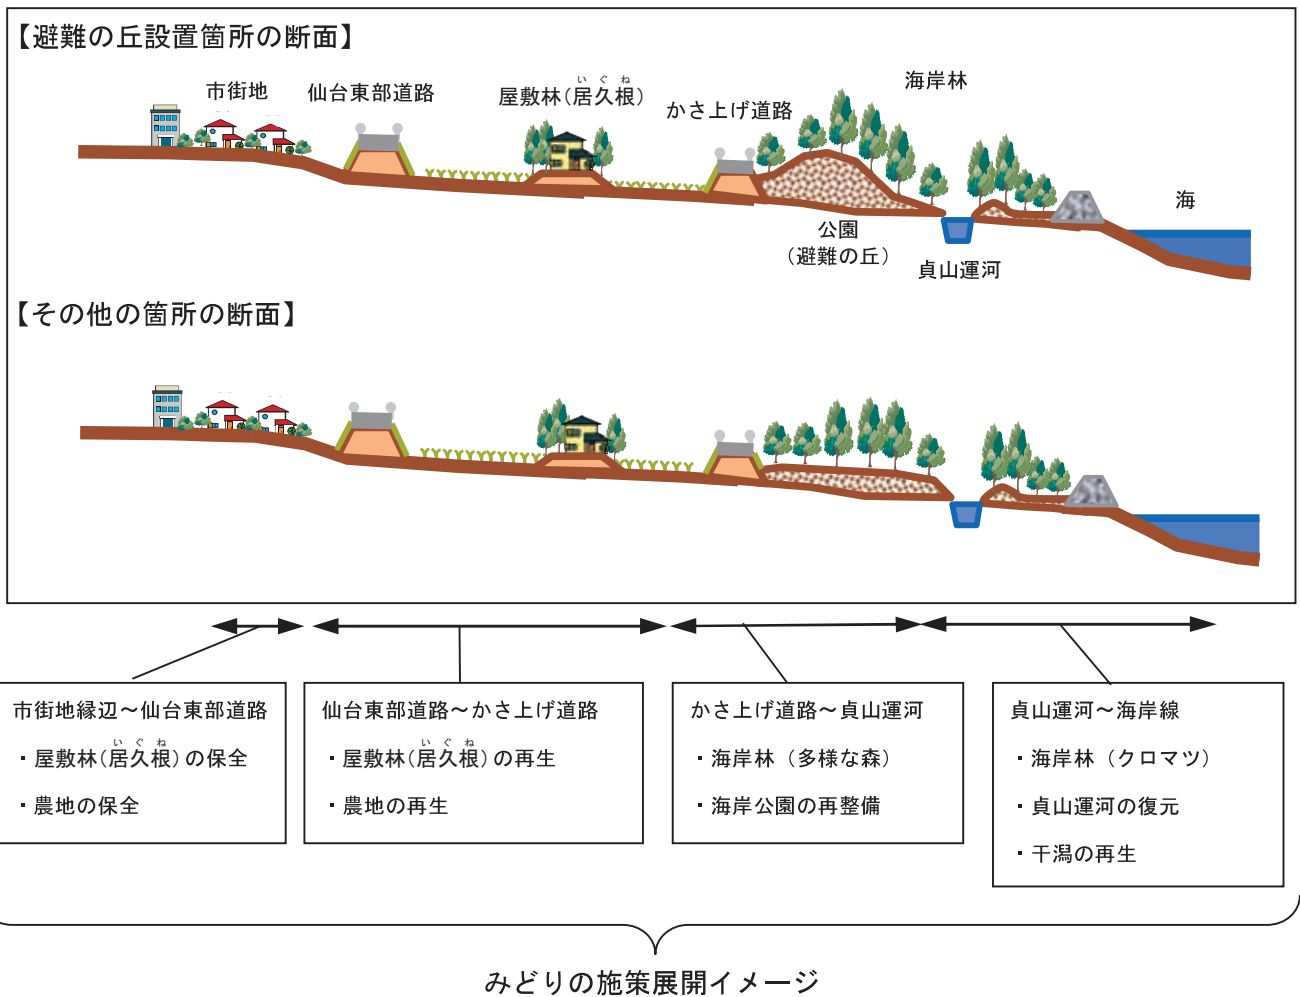 【避難の丘設置箇所の断面】
市街地
仙台東部道路
屋敷林(居久根)
いぐね
かさ上げ道路
海岸林
海
公園
(避難の丘)
貞山運河
【その他の箇所の断面】
市街地縁辺～仙台東部道路
・屋敷林(居久根)の保全
いぐね
・農地の保全
仙台東部道路～かさ上げ道路
・屋敷林(居久根)の再生
いぐね
・農地の再生
かさ上げ道路～貞山運河
・海岸林(多様な森)
・海岸公園の再整備
貞山運河～海岸線
・海岸林(クロマツ)
・貞山運河の復元
・干潟の再生
みどりの施策展開イメージ